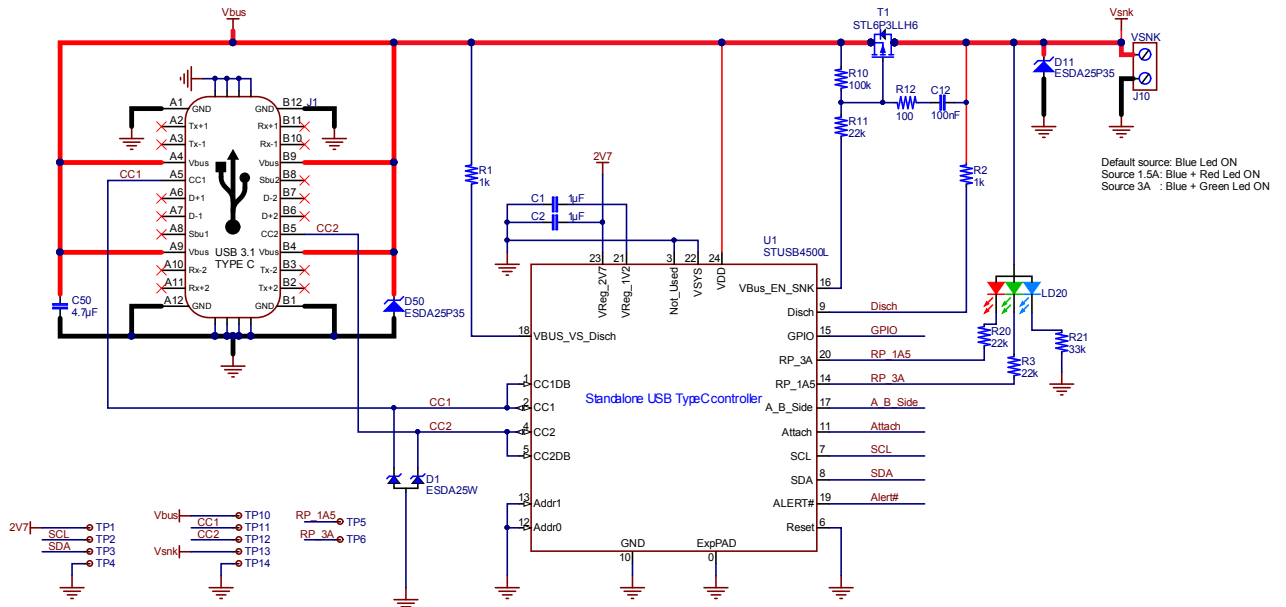 Vbus
T1
STL6P3LLH6
Vsnk
VSNK
J10
D11
ESDA25P35
R10
100k
R12
100
C12
100nF
R11
22k
R2
1k
R1
1k
2V7
C1 1µF
C2 1µF
Default source: Blue Led ON
Source 1.5A: Blue + Red Led ON
Source 3A : Blue + Green Led ON
J1
A1 GND GND B12
A2 Tx+1 Rx+1 B11
A3 Tx-1 Rx-1 B10
A4 Vbus Vbus B9
CC1 A5 CC1 Sbu2 B8
A6 D+1 D-2 B7
A7 D-1 D+2 B6
A8 Sbu1 CC2 B5 CC2
A9 Vbus Vbus B4
A10 Rx-2 Tx-2 B3
A11 Rx+2 Tx+2 B2
A12 GND GND B1
USB 3.1
TYPE C
C50
4.7µF
D50
ESDA25P35
U1
STUSB4500L
23 VReg_2V7
21 VReg_1V2
3 Not_Used
22 VSYS
24 VDD
VBus_EN_SNK 16
Disch 9 Disch
18 VBUS_VS_Disch
GPIO 15 GPIO
RP_3A 20 RP_1A5
RP_1A5 14 RP_3A
A_B_Side 17 A_B_Side
Attach 11 Attach
SCL 7 SCL
SDA 8 SDA
ALERT# 19 Alert#
Reset 6
1 CC1DB
CC1 2 CC1
CC2 4 CC2
5 CC2DB
Standalone USB TypeC controller
13 Addr1
12 Addr0
GND
10
ExpPAD
0
LD20
R20
22k
R3
22k
R21
33k
D1
ESDA25W
2V7 TP1
SCL TP2
SDA TP3
TP4
Vbus TP10
CC1 TP11
CC2 TP12
Vsnk TP13
TP14
RP_1A5 TP5
RP_3A TP6